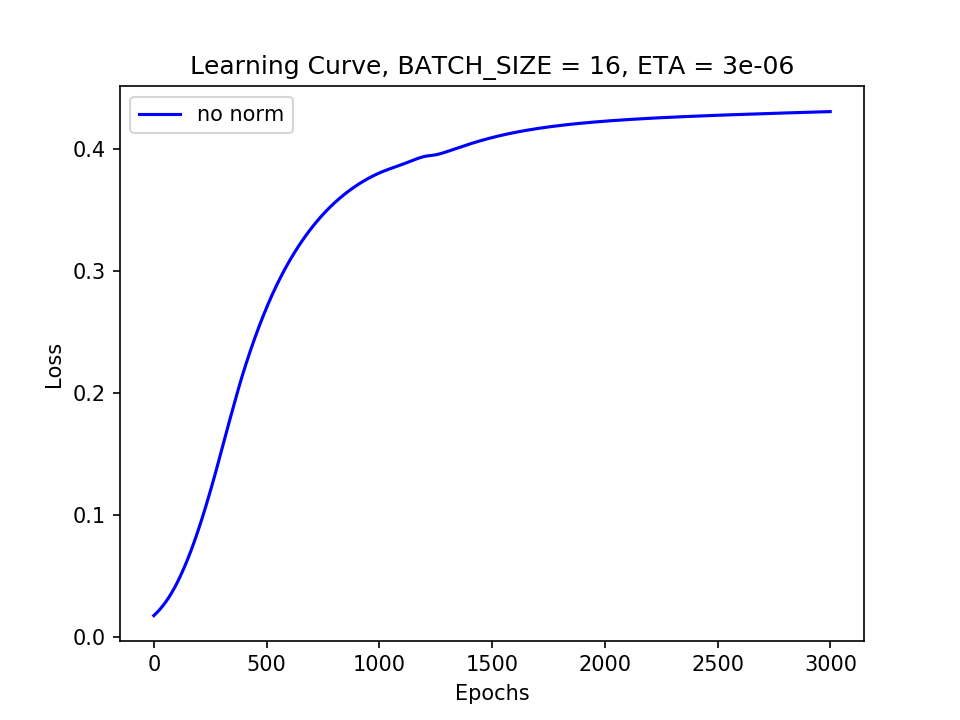 Learning Curve, BATCH_SIZE = 16, ETA = 3e-06
no norm
Loss
0.4
0.3
0.2
0.1
0.0
0 500 1000 1500 2000 2500 3000
Epochs